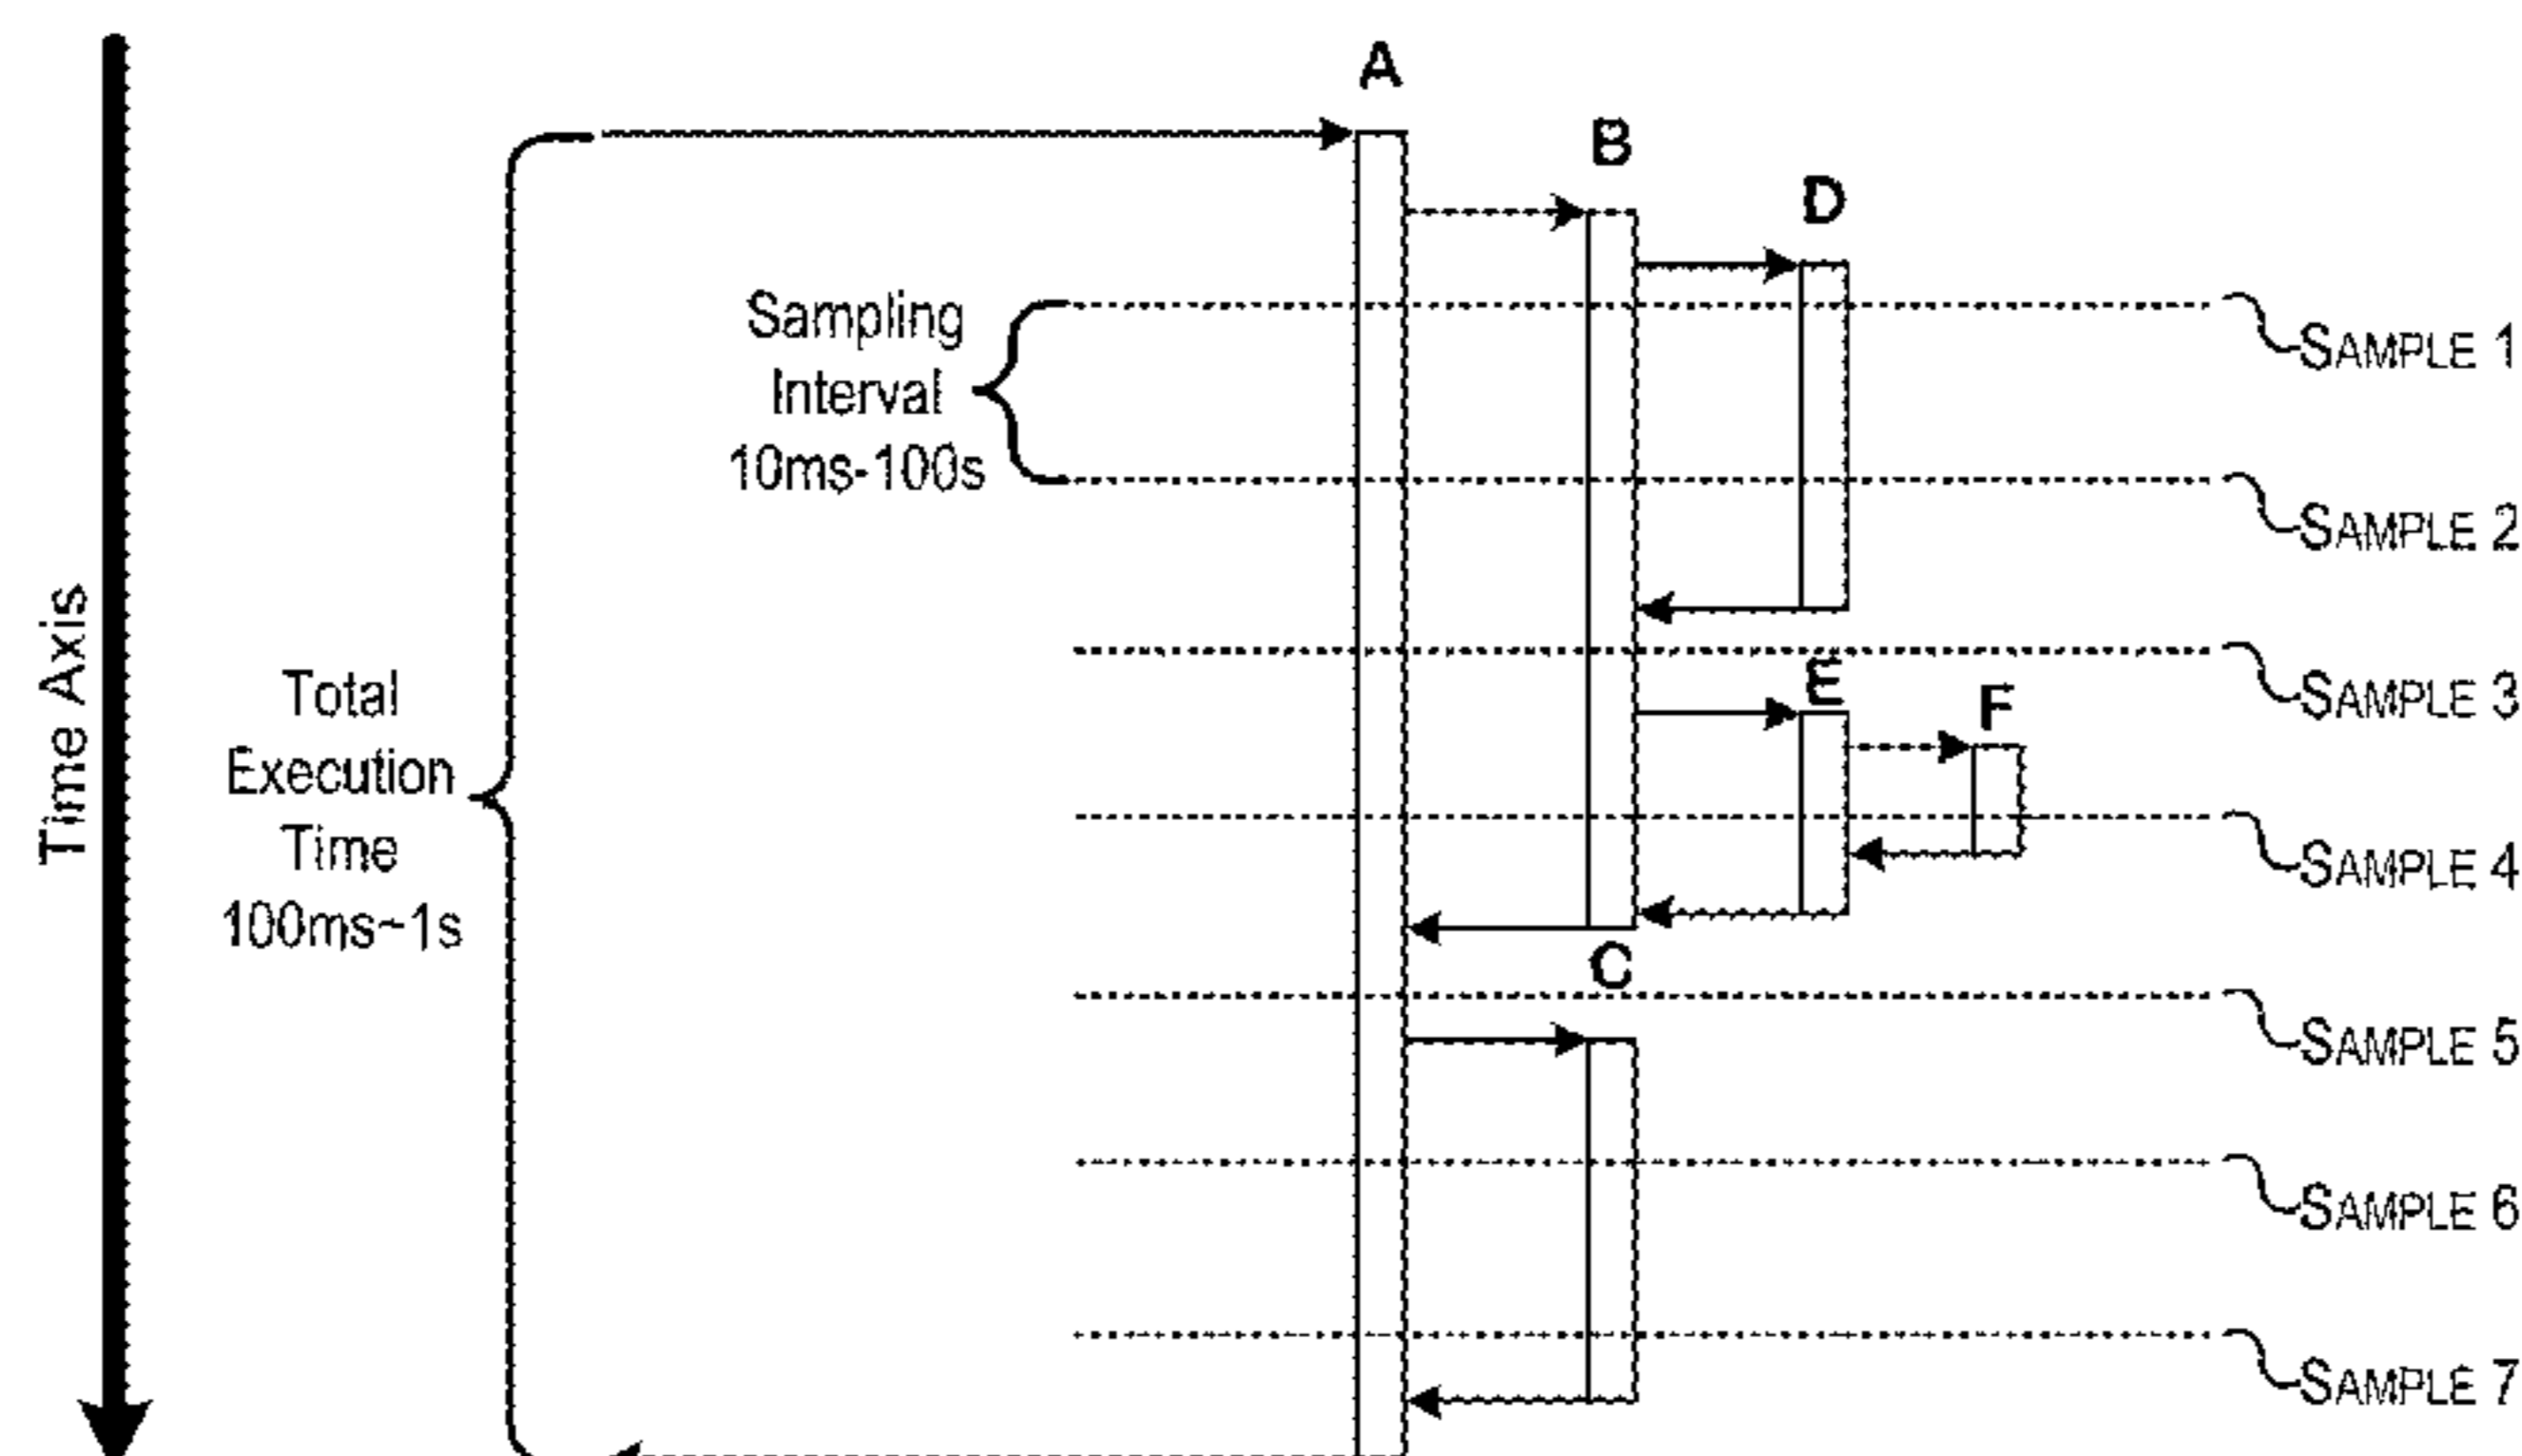 A
B
D
Sampling
Interval
10ms-100s
SAMPLE 1
SAMPLE 2
Time Axis
Total
Execution
Time
100ms~1s
SAMPLE 3
E
F
SAMPLE 4
C
SAMPLE 5
SAMPLE 6
SAMPLE 7